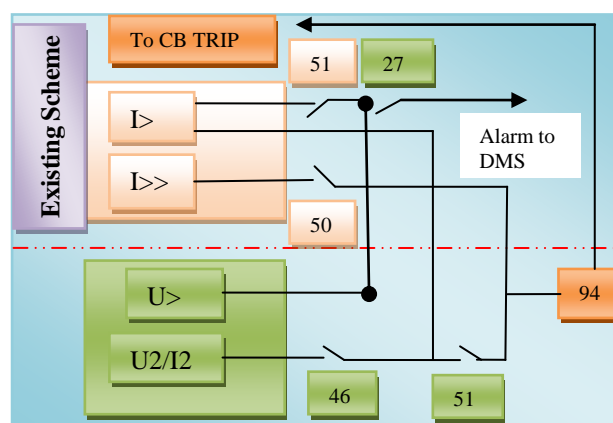 Existing Scheme
To CB TRIP
51
27
I>
Alarm to
DMS
I>>
50
U>
94
U2/I2
46
51